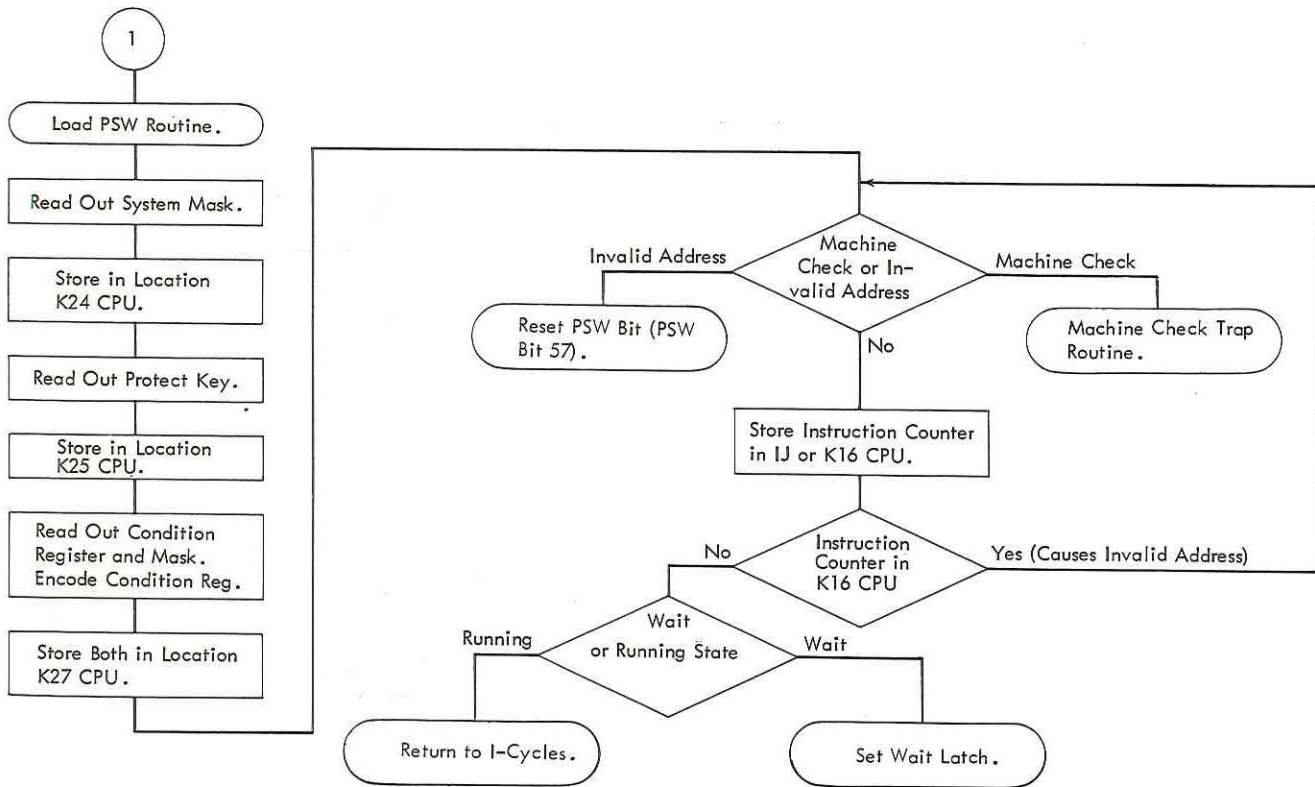 1
Load PSW Routine.
Read Out System Mask.
Store in Location
K24 CPU.
Read Out Protect Key.
Store in Location
K25 CPU.
Read Out Condition
Register and Mask.
Encode Condition Reg.
Store Both in Location
K27 CPU.
Machine
Check or In-
valid Address
Invalid Address
Machine Check
Reset PSW Bit (PSW
Bit 57).
Machine Check Trap
Routine.
No
Store Instruction Counter
in IJ or K16 CPU.
Instruction
Counter in
K16 CPU
No
Yes (Causes Invalid Address)
Wait
or Running State
Running
Wait
Return to I-Cycles.
Set Wait Latch.